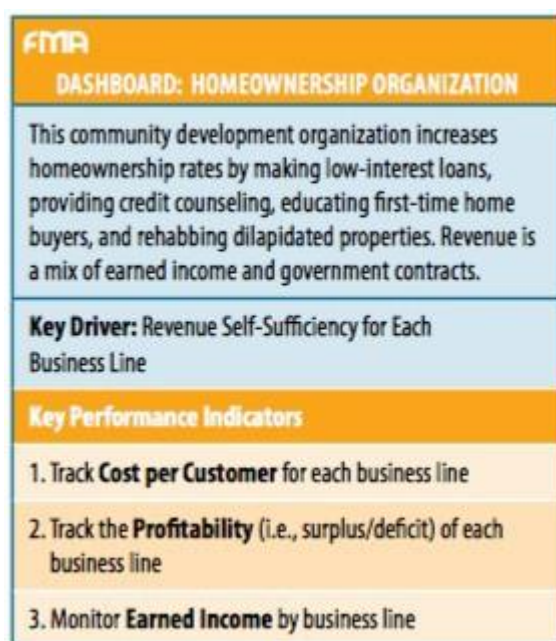 FMA
DASHBOARD: HOMEOWNERSHIP ORGANIZATION
This community development organization increases
homeownership rates by making low-interest loans,
providing credit counseling, educating first-time home
buyers, and rehabbing dilapidated properties. Revenue is
a mix of earned income and government contracts.
Key Driver: Revenue Self-Sufficiency for Each
Business Line
Key Performance Indicators
1. Track Cost per Customer for each business line
2. Track the Profitability (i.e., surplus/deficit) of each
business line
3. Monitor Earned Income by business line